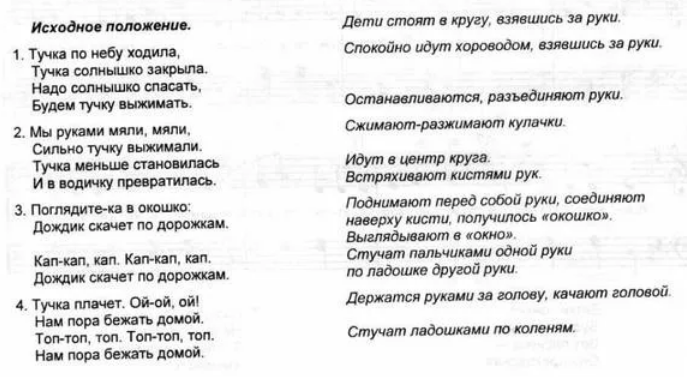 Исходное положение.
Дети стоят в кругу, взявшись за руки.
1. Тучка по небу ходила,
Спокойно идут хороводом, взявшись за руки.
Тучка солнышко закрыла.
Надо солнышко спасать,
Будем тучку выжимать.
Останавливаются, разъединяют руки.
2. Мы руками мяли, мяли,
Сжимают-разжимают кулачки.
Сильно тучку выжимали.
Тучка меньше становилась
Идут в центр круга.
И в водичку превратилась.
Встряхивают кистями рук.
3. Поглядите-ка в окошко:
Поднимают перед собой руки, соединяют
Дождик скачет по дорожкам.
наверху кисти, получилось «окошко».
Выглядывают в «окно».
Кап-кап, кап. Кап-кап, кап.
Стучат пальчиками одной руки
Дождик скачет по дорожкам.
по ладошке другой руки.
4. Тучка плачет. Ой-ой, ой!
Держатся руками за голову, качают головой.
Нам пора бежать домой.
Топ-топ, топ. Топ-топ, топ.
Стучат ладошками по коленям.
Нам пора бежать домой.